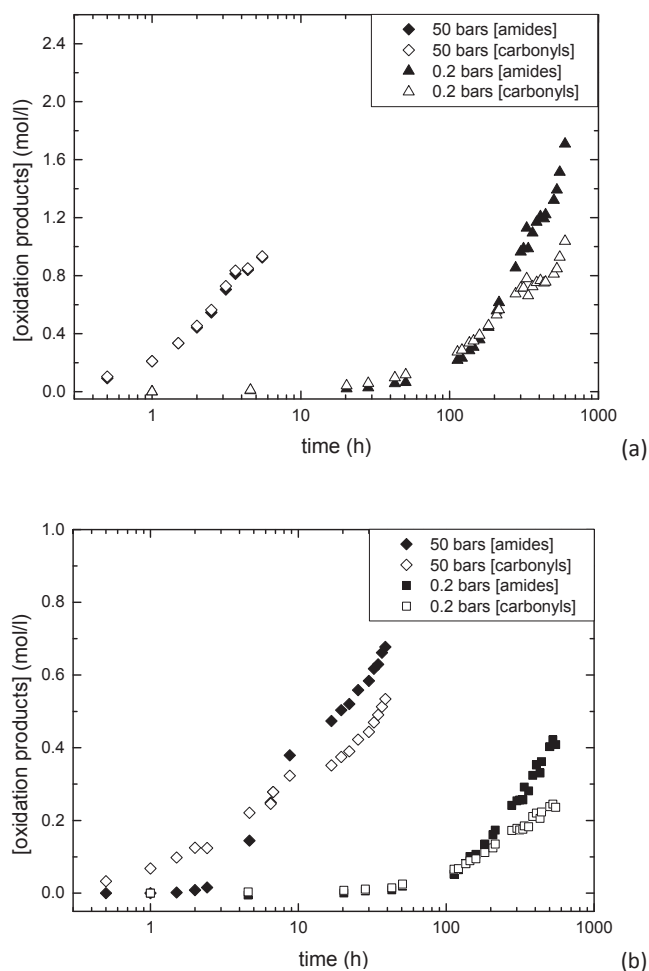 2.4
2.0
1.6
1.2
0.8
0.4
0.0
[oxidation products] (mol/l)
50 bars [amides]
50 bars [carbonyls]
0.2 bars [amides]
0.2 bars [carbonyls]
1 10 100 1000
time (h)
(a)
1.0
0.8
0.6
0.4
0.2
0.0
[oxidation products] (mol/l)
50 bars [amides]
50 bars [carbonyls]
0.2 bars [amides]
0.2 bars [carbonyls]
1 10 100 1000
time (h)
(b)